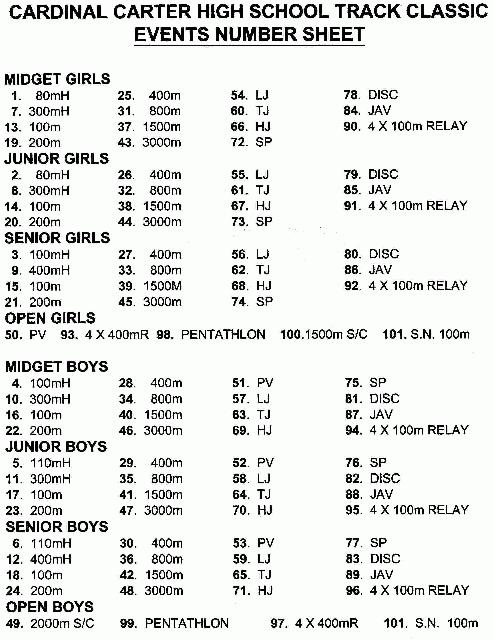 CARDINAL CARTER HIGH SCHOOL TRACK CLASSIC
EVENTS NUMBER SHEET
MIDGET GIRLS
1. 80mH 25. 400m 54. LJ 78. DISC
7. 300mH 31. 800m 60. TJ 84. JAV
13. 100m 37. 1500m 66. HJ 90. 4 X 100m RELAY
19. 200m 43. 3000m 72. SP
JUNIOR GIRLS
2. 80mH 26. 400m 55. LJ 79. DISC
8. 300mH 32. 800m 61. TJ 85. JAV
14. 100m 38. 1500m 67. HJ 91. 4 X 100m RELAY
20. 200m 44. 3000m 73. SP
SENIOR GIRLS
3. 100mH 27. 400m 56. LJ 80. DISC
9. 400mH 33. 800m 62. TJ 86. JAV
15. 100m 39. 1500M 68. HJ 92. 4 X 100m RELAY
21. 200m 45. 3000m 74. SP
OPEN GIRLS
50. PV 93. 4 X 400mR 98. PENTATHLON 100.1500m S/C 101. S.N. 100m
MIDGET BOYS
4. 100mH 28. 400m 51. PV 75. SP
10. 300mH 34. 800m 57. LJ 81. DISC
16. 100m 40. 1500m 63. TJ 87. JAV
22. 200m 46. 3000m 69. HJ 94. 4 X 100m RELAY
JUNIOR BOYS
5. 110mH 29. 400m 52. PV 76. SP
11. 300mH 35. 800m 58. LJ 82. DISC
17. 100m 41. 1500m 64. TJ 88. JAV
23. 200m 47. 3000m 70. HJ 95. 4 X 100m RELAY
SENIOR BOYS
6. 110mH 30. 400m 53. PV 77. SP
12. 400mH 36. 800m 59. LJ 83. DISC
18. 100m 42. 1500m 65. TJ 89. JAV
24. 200m 48. 3000m 71. HJ 96. 4 X 100m RELAY
OPEN BOYS
49. 2000m S/C 99. PENTATHLON 97. 4 X 400mR 101. S.N. 100m